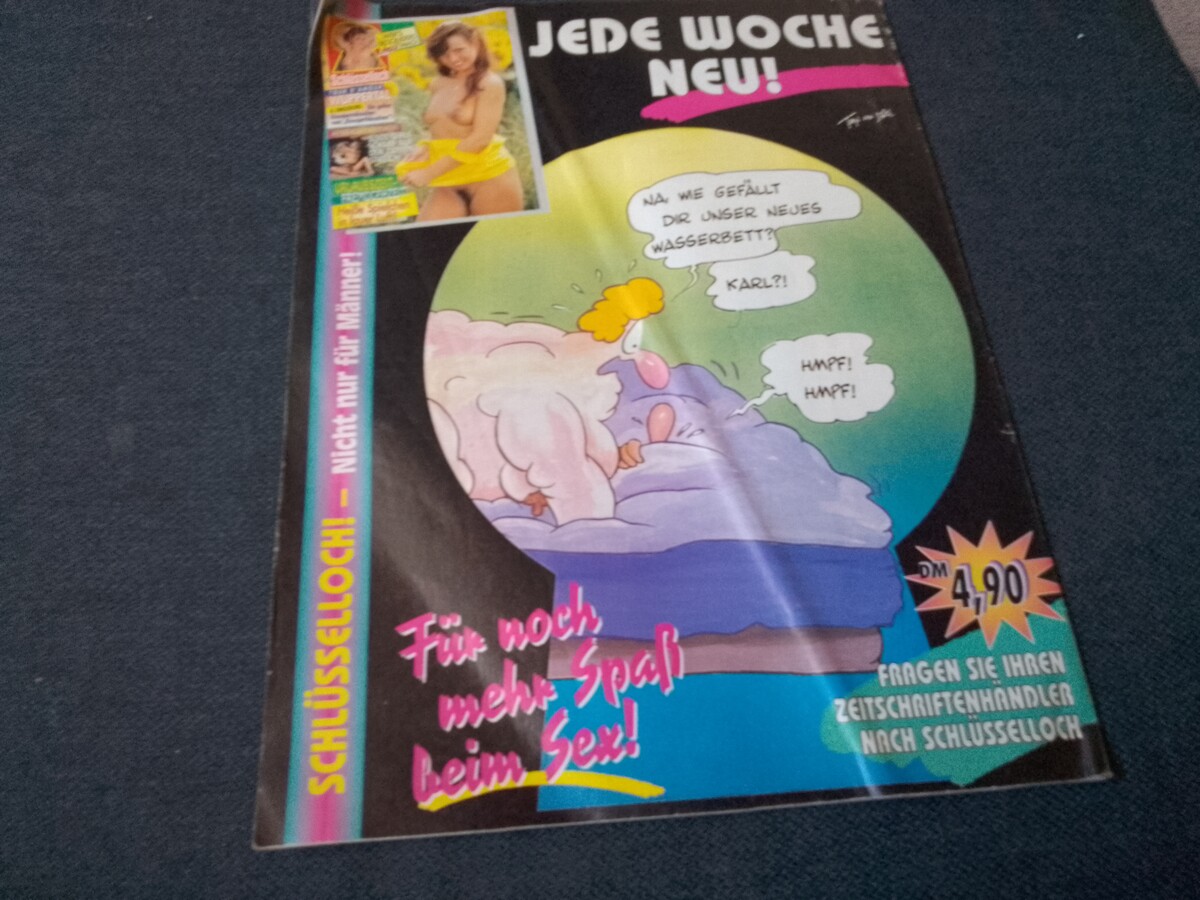 JEDE WOCHE
NEU!
WUPPERTAL
NA, WIE GEFÄLLT
DIR UNSER NEUES
WASSERBETT?
KARL?!
HMPF!
HMPF!
SCHLÜSSELLOCH! – Nicht nur für Männer!
DM 4,90
Für noch
mehr Spaß
beim Sex!
FRAGEN SIE IHREN
ZEITSCHRIFTENHÄNDLER
NACH SCHLÜSSELLOCH